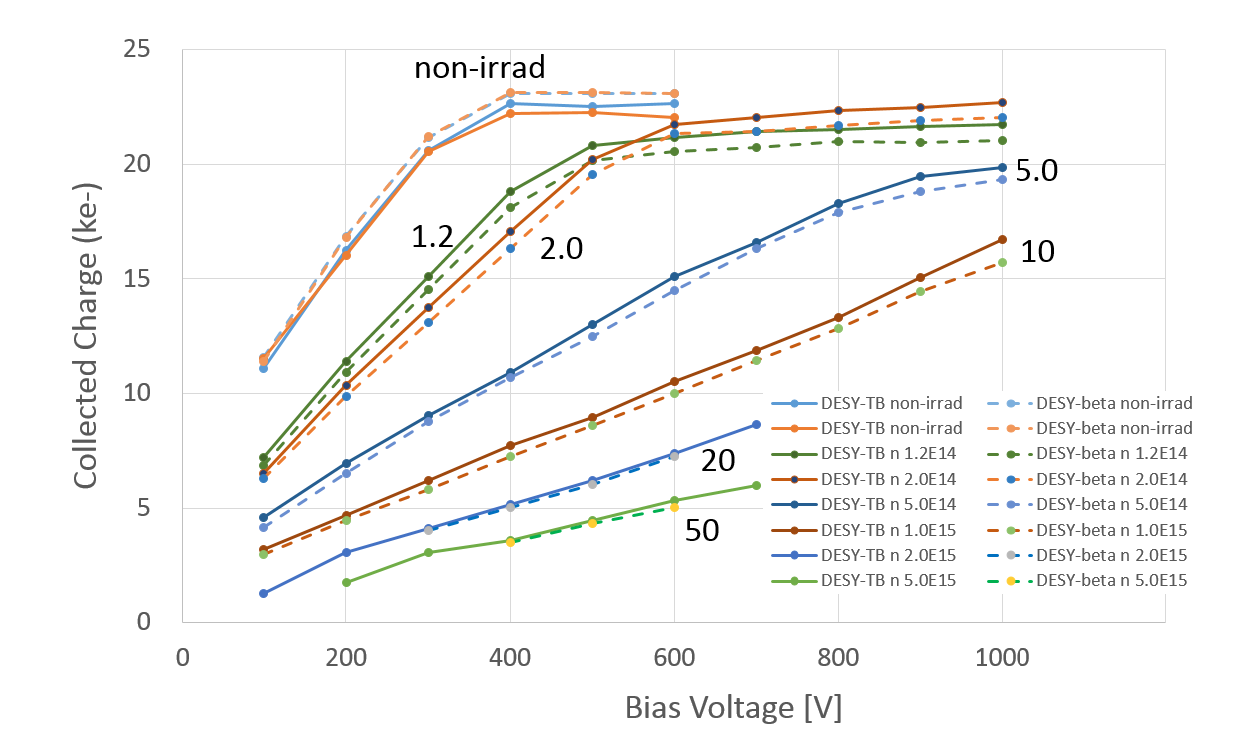 25
non-irrad
20
5.0
1.2
2.0
10
15
Collected Charge (ke-)
10
DESY-TB non-irrad DESY-beta non-irrad
DESY-TB non-irrad DESY-beta non-irrad
DESY-TB n 1.2E14 DESY-beta n 1.2E14
20
DESY-TB n 2.0E14 DESY-beta n 2.0E14
5
DESY-TB n 5.0E14 DESY-beta n 5.0E14
50
DESY-TB n 1.0E15 DESY-beta n 1.0E15
DESY-TB n 2.0E15 DESY-beta n 2.0E15
DESY-TB n 5.0E15 DESY-beta n 5.0E15
0
0 200 400 600 800 1000
Bias Voltage [V]